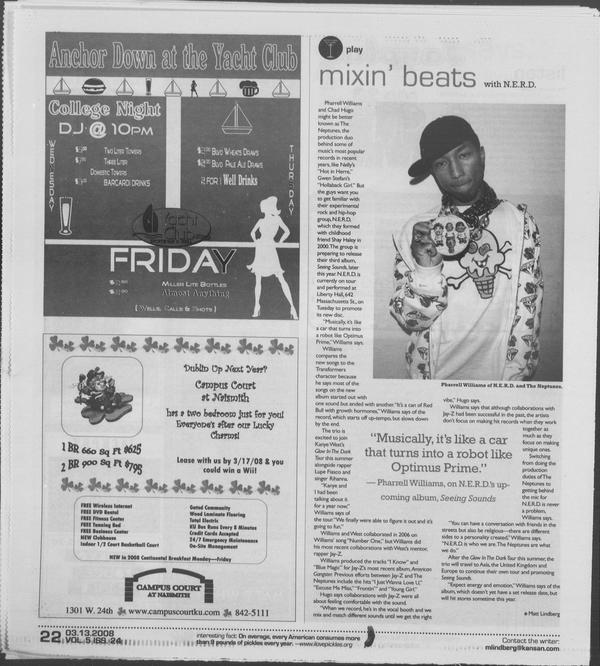 Anchor Down at the Yacht Club
College Night
DJ @ 10PM
WEDNESDAY
TWO LITER TOWERS
THREE LITER
DOMESTIC TOWERS
BARCARDI DRINKS
THURSDAY
BLVD WHEATS DRAWS
BLVD PALE ALE DRAWS
2 FOR 1 Well Drinks
Yacht Club
FRIDAY
MILLER LITE BOTTLES
Almost Anything
(WELLS, CALLS & SHOTS)
Dublin Up Next Year?
Campus Court
at Naismith
has a two bedroom just for you!
Everyone's after our Lucky
Charms!
1 BR 660 Sq Ft $625
2 BR 900 Sq Ft $795
Lease with us by 3/17/08 & you
could win a Wii!
FREE Wireless Internet
FREE DVD Rental
FREE Fitness Center
FREE Tanning Bed
FREE Business Center
NEW Clubhouse
Indoor 1/2 Court Basketball Court
Gated Community
Wood Laminate Flooring
Total Electric
KU Bus Runs Every 8 Minutes
Credit Cards Accepted
24/7 Emergency Maintenance
On-Site Management
NEW in 2008 Continental Breakfast Monday-Friday
CAMPUS COURT
AT NAISMITH
1301 W. 24th www.campuscourtku.com 842-5111
play
mixin' beats with N.E.R.D.
Pharrell Williams
and Chad Hugo
might be better
known as The
Neptunes, the
production duo
behind some of
music's most popular
records in recent
years, like Nelly's
"Hot in Herre,"
Gwen Stefani's
"Hollaback Girl." But
the guys want you
to get familiar with
their experimental
rock and hip-hop
group, N.E.R.D,
which they formed
with childhood
friend Shay Haley in
2000. The group is
preparing to release
their third album,
Seeing Sounds, later
this year. N.E.R.D. is
currently on tour
and performed at
Liberty Hall, 642
Massachusetts St., on
Tuesday to promote
its new disc.
"Musically, it's like
a car that turns into
a robot like Optimus
Prime," Williams says.
Williams
compares the
new songs to the
Transformers
character because
he says most of the
songs on the new
album started out with
one sound but ended with another. "It's a can of Red
Bull with growth hormones," Williams says of the
record, which starts off up-tempo, but slows down
by the end.
The trio is
excited to join
Kanye West's
Glow In The Dark
Tour this summer
alongside rapper
Lupe Fiasco and
singer Rihanna.
"Kanye and
I had been
talking about it
for a year now,"
Williams says of
the tour. "We finally were able to figure it out and it's
going to be fun."
Williams and West collaborated in 2006 on
Williams' song "Number One," but Williams did
his most recent collaborations with West's mentor,
rapper Jay-Z.
Williams produced the tracks "I Know" and
"Blue Magic" for Jay-Z's most recent album, American
Gangster. Previous efforts between Jay-Z and The
Neptunes include the hits "I Just Wanna Love U,"
"Excuse Me Miss," "Frontin'" and "Young Girl."
Hugo says collaborations with Jay-Z were all
about feeling comfortable with the sound.
"When we record, he's in the vocal booth and we
mix and match different sounds until we get the right
Pharrell Williams of N.E.R.D. and The Neptunes.
vibe," Hugo says.
Williams says that although collaborations with
Jay-Z had been successful in the past, the artists
don't focus on making hit records when they work
together as
much as they
focus on making
unique ones.
Switching
from doing the
production
duties of The
Neptunes to
getting behind
the mic for
N.E.R.D. is never
a problem,
Williams says.
"You can have a conversation with friends in the
streets but also be religious—there are different
sides to a personality created," Williams says.
"N.E.R.D. is who we are. The Neptunes are what
we do."
After the Glow In The Dark Tour this summer, the
trio will travel to Asia, the United Kingdom and
Europe to continue their own tour and promoting
Seeing Sounds.
"Expect energy and emotion," Williams says of the
album, which doesn't yet have a set release date, but
will hit stores sometime this year.
Matt Lindberg
"Musically, it's like a car
that turns into a robot like
Optimus Prime."
— Pharrell Williams, on N.E.R.D.'s up-
coming album, Seeing Sounds
22 03.13.2008
VOL. 5 ISS. 24
interesting fact: On average, every American consumes more
than 9 pounds of pickles every year. —www.ilovepickles.org
Contact the writer:
mlindberg@kansan.com